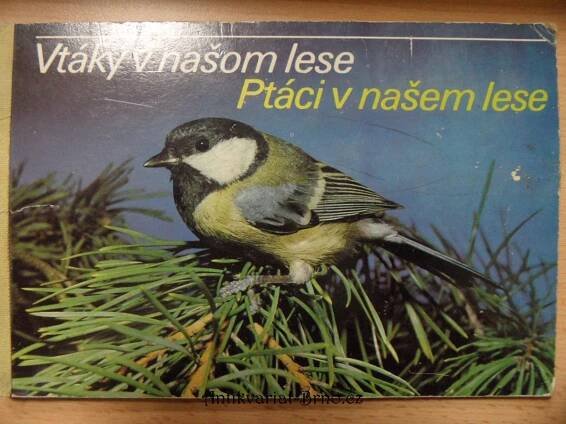 Vtáky v našom lese
Ptáci v našem lese
Antikvariat-Brno.cz